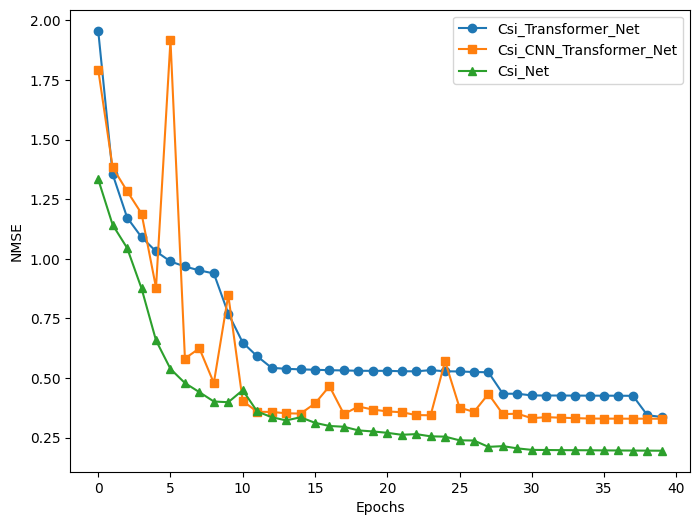 2.00
1.75
1.50
1.25
1.00
0.75
0.50
0.25
NMSE
Csi_Transformer_Net
Csi_CNN_Transformer_Net
Csi_Net
0 5 10 15 20 25 30 35 40
Epochs